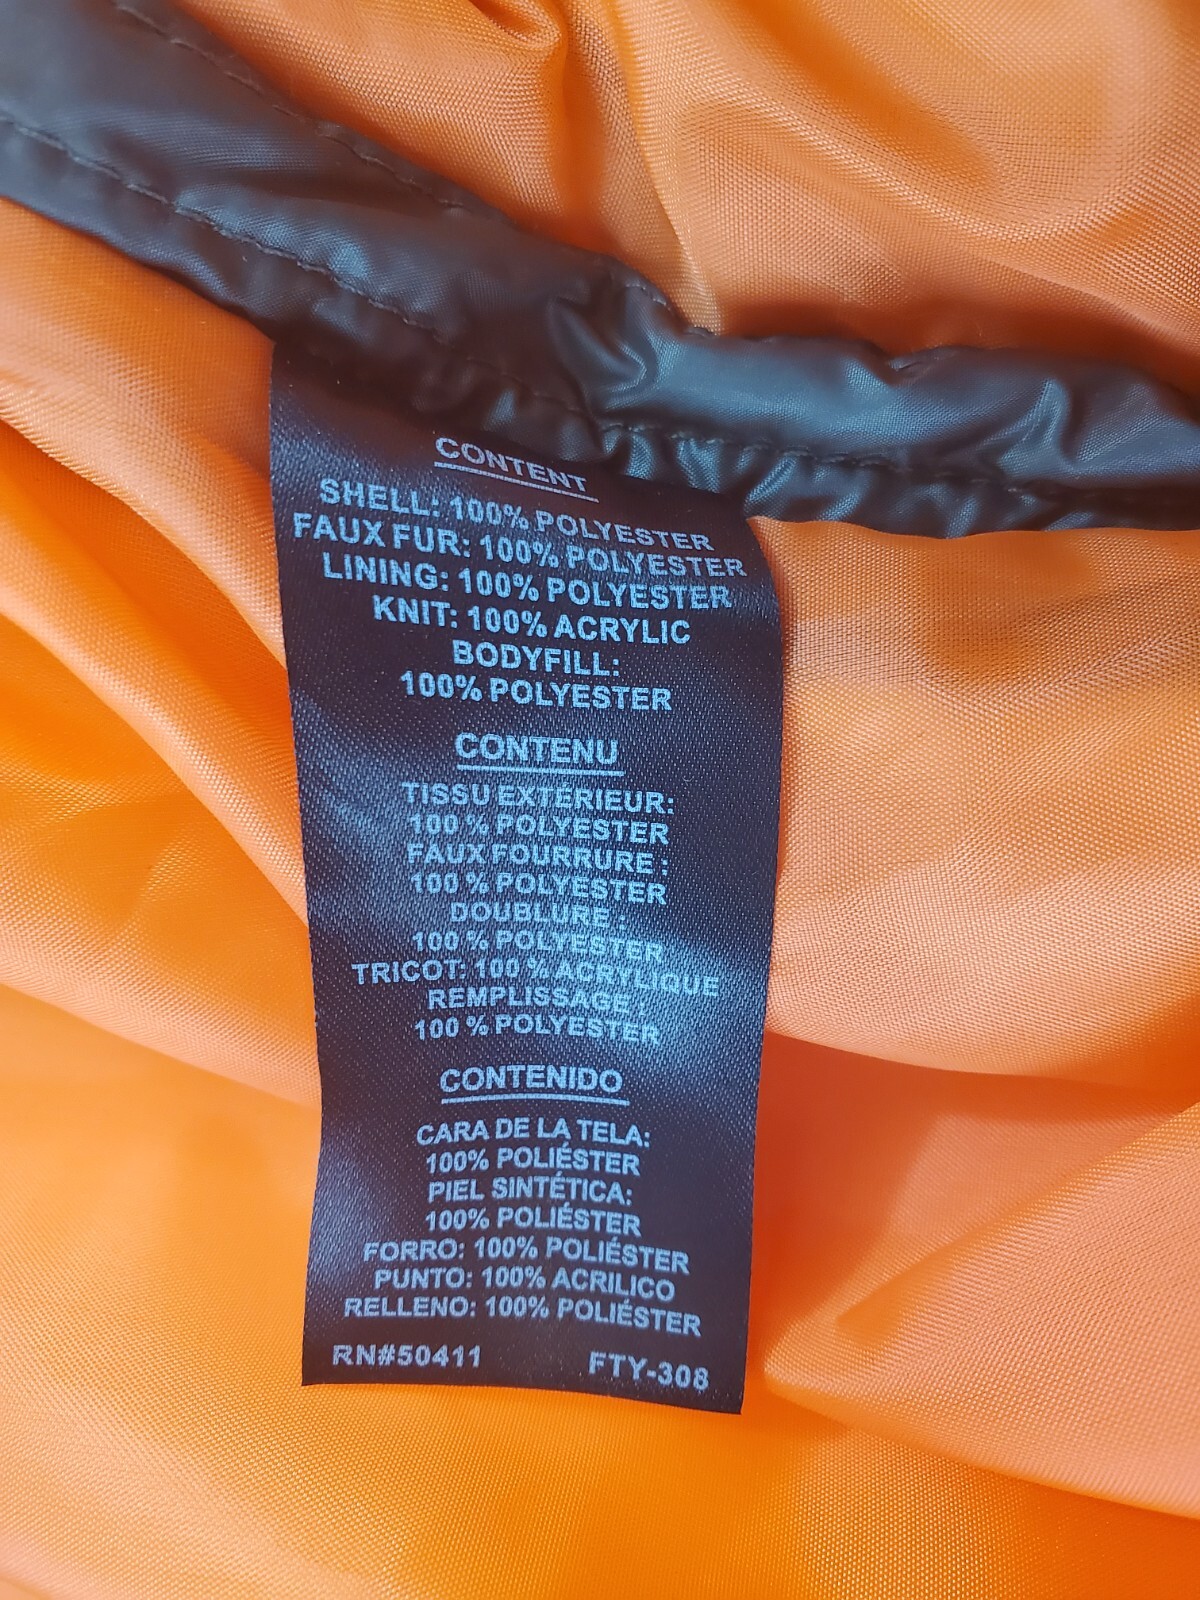 CONTENT
SHELL: 100% POLYESTER
FAUX FUR: 100% POLYESTER
LINING: 100% POLYESTER
KNIT: 100% ACRYLIC
BODYFILL:
100% POLYESTER
CONTENU
TISSU EXTÉRIEUR:
100 % POLYESTER
FAUX FOURRURE :
100 % POLYESTER
DOUBLURE :
100 % POLYESTER
TRICOT: 100 % ACRYLIQUE
REMPLISSAGE :
100 % POLYESTER
CONTENIDO
CARA DE LA TELA:
100% POLIÉSTER
PIEL SINTÉTICA:
100% POLIÉSTER
FORRO: 100% POLIÉSTER
PUNTO: 100% ACRILICO
RELLENO: 100% POLIÉSTER
RN#50411 FTY-308